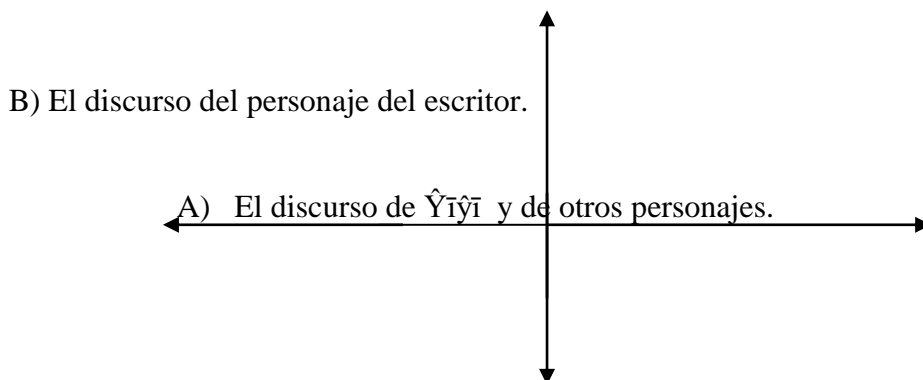 B) El discurso del personaje del escritor.
A) El discurso de Ŷīŷī y de otros personajes.